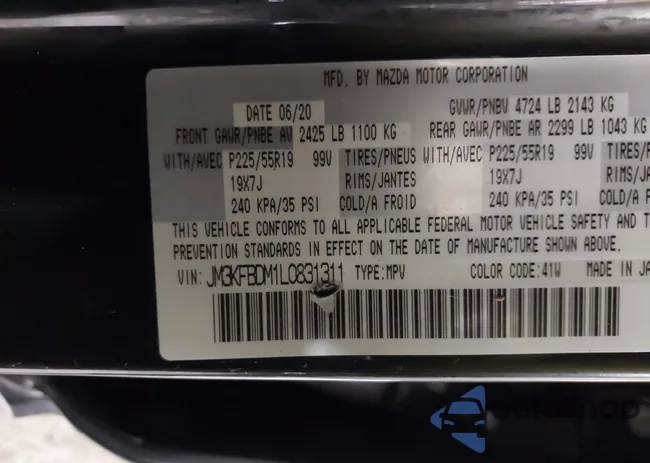 MFD. BY MAZDA MOTOR CORPORATION
DATE 06/20 GVWR/PNBV 4724 LB 2143 KG
FRONT GAWR/PNBE AV 2425 LB 1100 KG REAR GAWR/PNBE AR 2299 LB 1043 KG
WITH/AVEC P225/55R19 99V TIRES/PNEUS WITH/AVEC P225/55R19 99V TIRES/PN
19X7J RIMS/JANTES 19X7J RIMS/JANT
240 KPA/35 PSI COLD/A FROID 240 KPA/35 PSI COLD/A F
THIS VEHICLE CONFORMS TO ALL APPLICABLE FEDERAL MOTOR VEHICLE SAFETY AND T
PREVENTION STANDARDS IN EFFECT ON THE DATE OF MANUFACTURE SHOWN ABOVE.
VIN: JM3KFBDM1L0831311 TYPE:MPV COLOR CODE:41W MADE IN JA